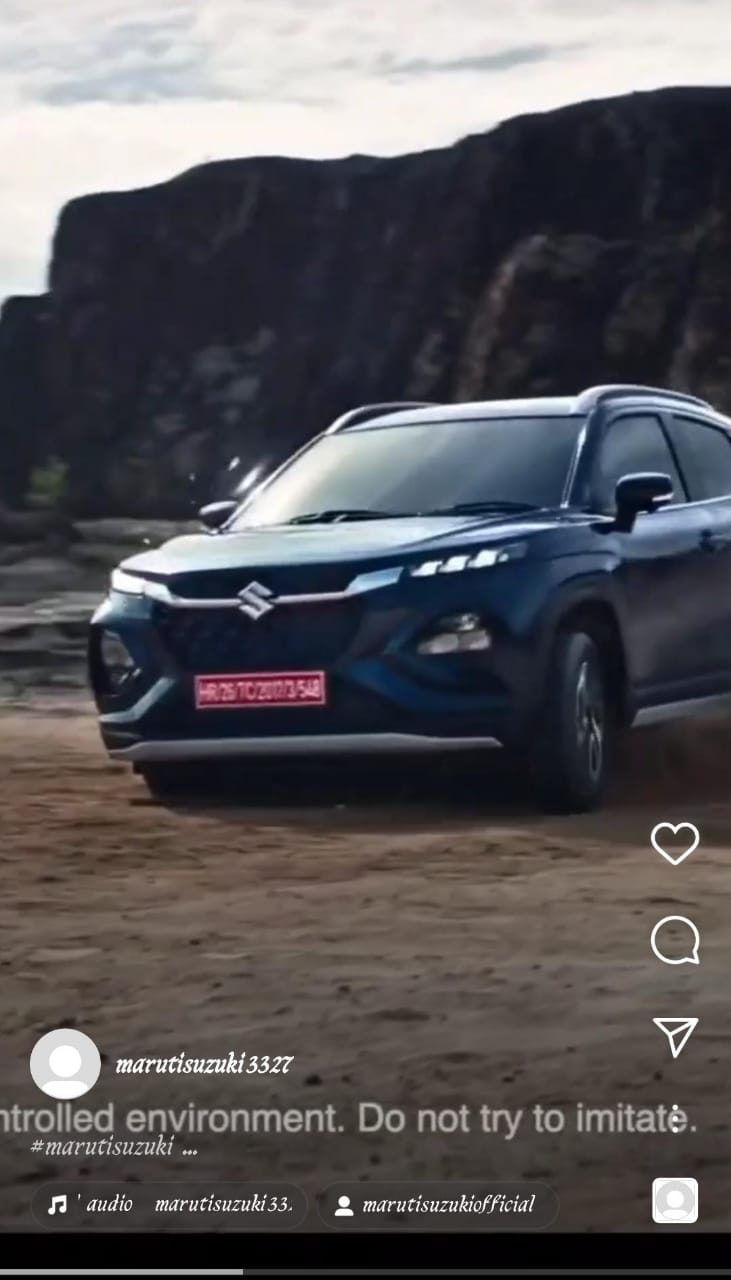 HR/26/TC/2017/3/548
marutisuzuki3327
ntrolled environment. Do not try to imitate.
#marutisuzuki ...
' audio marutisuzuki33.
marutisuzukiofficial